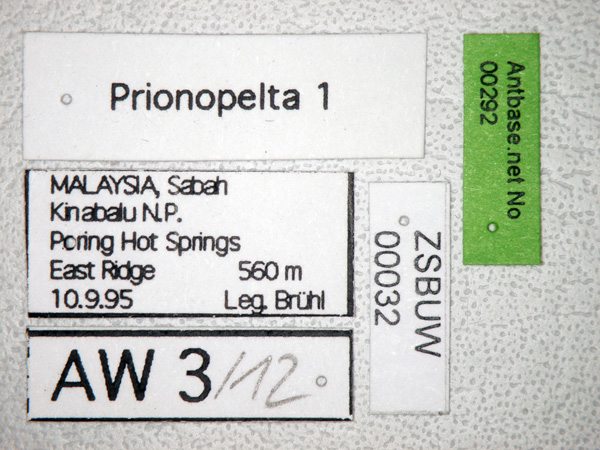 Prionopelta 1
MALAYSIA, Sabah
Kinabalu N.P.
Poring Hot Springs
East Ridge 560 m
10.9.95 Leg. Brühl
AW 3/12
ZSBUW
00032
Antbase.net No
00292